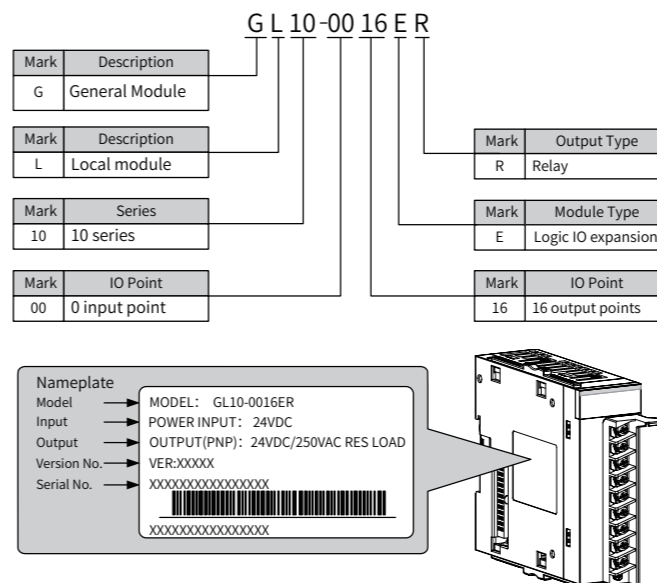 GL10-0016ER
Mark Description
G General Module
Mark Description
L Local module
Mark Series
10 10 series
Mark IO Point
00 0 input point
Mark Output Type
R Relay
Mark Module Type
E Logic IO expansion
Mark IO Point
16 16 output points
Nameplate
Model
Input
Output
Version No.
Serial No.
MODEL: GL10-0016ER
POWER INPUT: 24VDC
OUTPUT(PNP): 24VDC/250VAC RES LOAD
VER:XXXXX
XXXXXXXXXXXXXXXX
XXXXXXXXXXXXXXXX